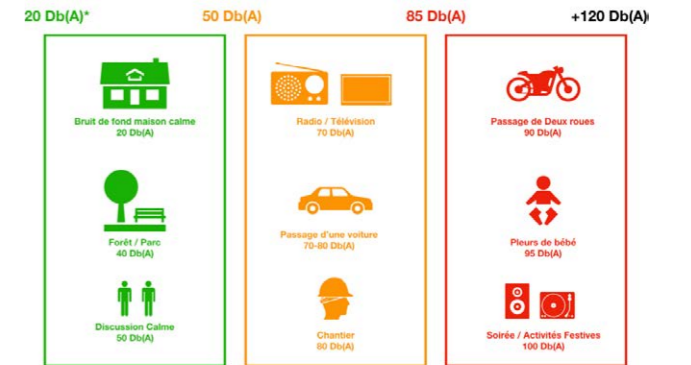 20 Db(A)*
50 Db(A)
85 Db(A)
+120 Db(A)
Bruit de fond maison calme
20 Db(A)
Radio / Télévision
70 Db(A)
Passage de Deux roues
90 Db(A)
Forêt / Parc
40 Db(A)
Passage d'une voiture
70-80 Db(A)
Pleurs de bébé
95 Db(A)
Discussion Calme
50 Db(A)
Chantier
80 Db(A)
Soirée / Activités Festives
100 Db(A)